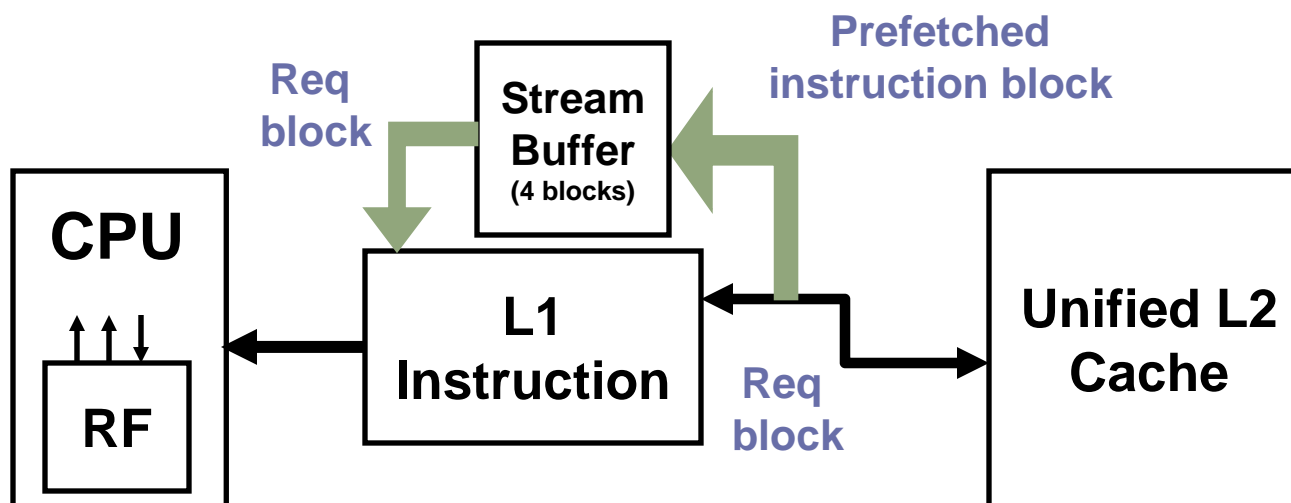 Prefetched
instruction block
Req
block
Stream
Buffer
(4 blocks)
CPU
RF
L1
Instruction
Req
block
Unified L2
Cache